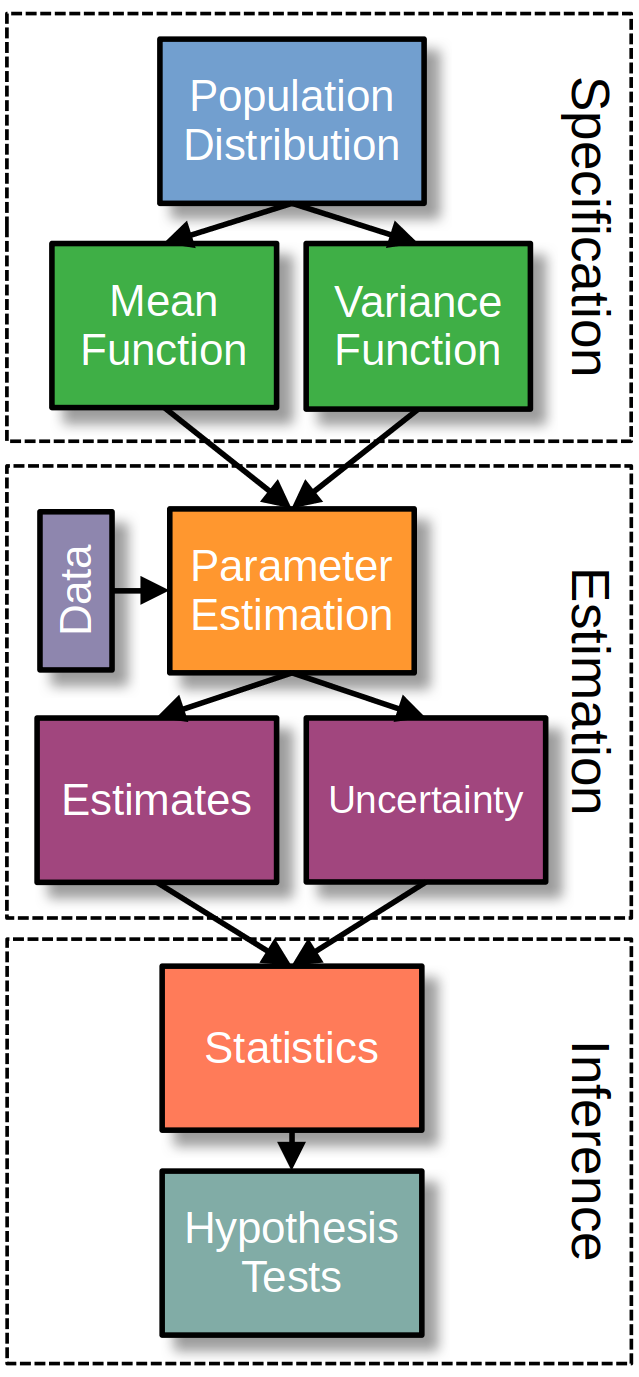 Population
Distribution
Specification
Mean
Function
Variance
Function
Data
Parameter
Estimation
Estimation
Estimates
Uncertainty
Statistics
Inference
Hypothesis
Tests